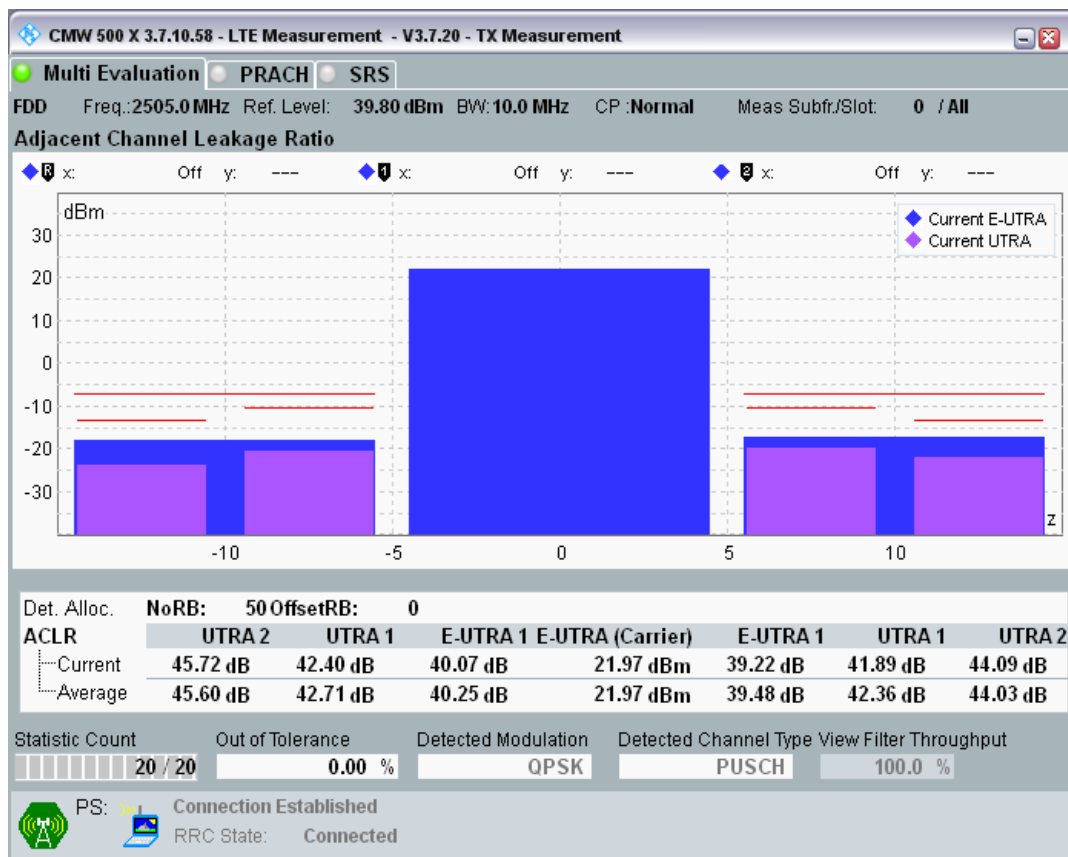 CMW 500 X 3.7.10.58 - LTE Measurement - V3.7.20 - TX Measurement
Multi Evaluation PRACH SRS
FDD Freq.:2505.0 MHz Ref. Level: 39.80 dBm BW:10.0 MHz CP :Normal Meas Subfr./Slot: 0 / All
Adjacent Channel Leakage Ratio
R x: Off y: --- 1 x: Off y: --- 2 x: Off y: ---
dBm
Current E-UTRA
Current UTRA
30
20
10
0
-10
-20
-30
z
-10 -5 0 5 10
Det. Alloc. NoRB: 50 OffsetRB: 0
ACLR UTRA 2 UTRA 1 E-UTRA 1 E-UTRA (Carrier) E-UTRA 1 UTRA 1 UTRA 2
Current 45.72 dB 42.40 dB 40.07 dB 21.97 dBm 39.22 dB 41.89 dB 44.09 dB
Average 45.60 dB 42.71 dB 40.25 dB 21.97 dBm 39.48 dB 42.36 dB 44.03 dB
Statistic Count Out of Tolerance Detected Modulation Detected Channel Type View Filter Throughput
20 / 20 0.00 % QPSK PUSCH 100.0 %
PS: Connection Established
RRC State: Connected